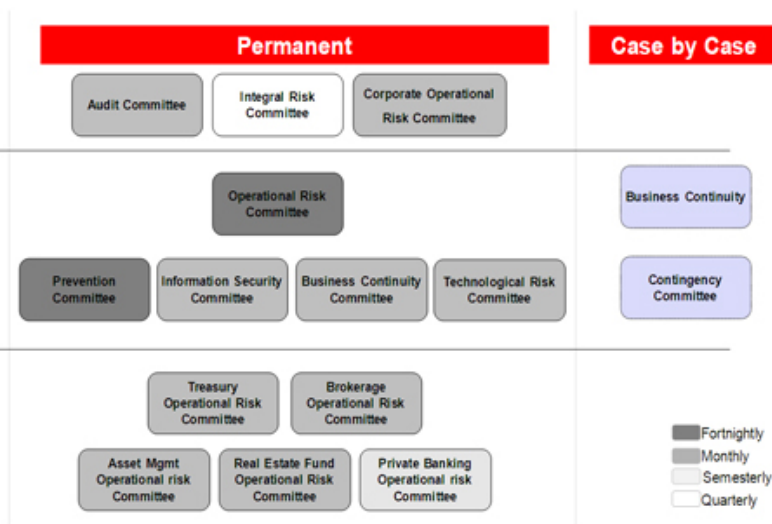 Permanent
Case by Case
Audit Committee
Integral Risk
Committee
Corporate Operational
Risk Committee
Operational Risk
Committee
Business Continuity
Prevention
Committee
Information Security
Committee
Business Continuity
Committee
Technological Risk
Committee
Contingency
Committee
Treasury
Operational Risk
Committee
Brokerage
Operational Risk
Committee
Asset Mgmt
Operational risk
Committee
Real Estate Fund
Operational Risk
Committee
Private Banking
Operational risk
Committee
Fortnightly
Monthly
Semesterly
Quarterly